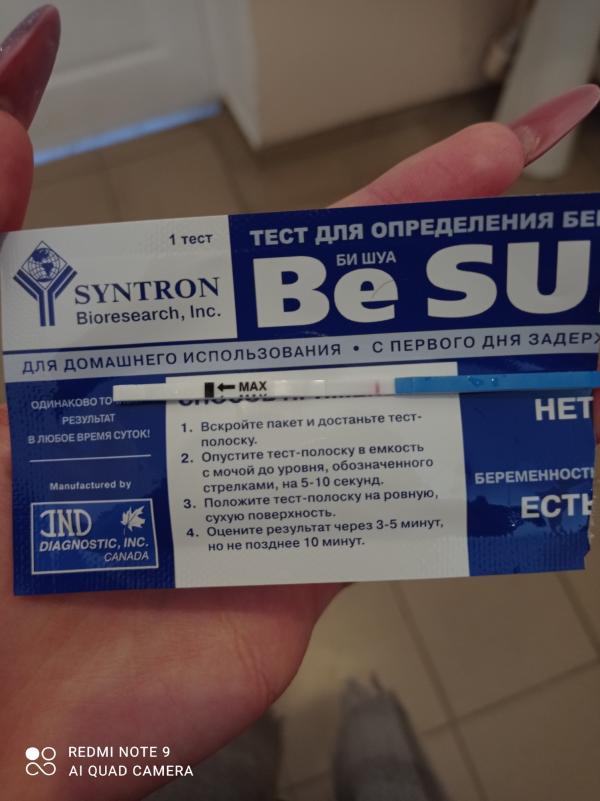 1 тест
SYNTRON
Bioresearch, Inc.
ТЕСТ ДЛЯ ОПРЕДЕЛЕНИЯ
БИ ШУА
Be SU
ДЛЯ ДОМАШНЕГО ИСПОЛЬЗОВАНИЯ • С ПЕРВОГО ДНЯ
MAX
ОДИНАКОВО
РЕЗУЛЬТАТ
В ЛЮБОЕ ВРЕМЯ СУТОК!
Manufactured by
IND
DIAGNOSTIC, INC.
CANADA
1. Вскройте пакет и достаньте тест-
полоску.
2. Опустите тест-полоску в емкость
с мочой до уровня, обозначенного
стрелками, на 5-10 секунд.
3. Положите тест-полоску на ровную,
сухую поверхность.
4. Оцените результат через 3-5 минут,
но не позднее 10 минут.
НЕТ
БЕРЕМЕННОСТЬ
ЕСТЬ
REDMI NOTE 9
AI QUAD CAMERA